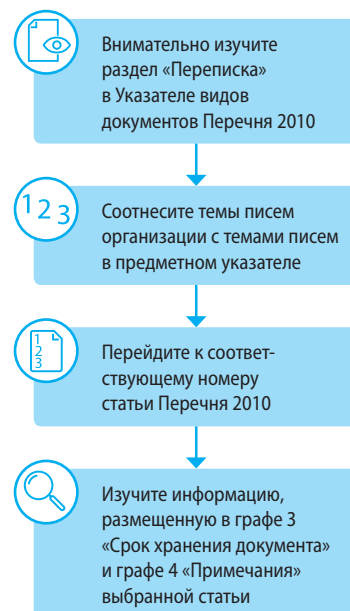 Внимательно изучите
раздел «Переписка»
в Указателе видов
документов Перечня 2010
1 2 3
Соотнесите темы писем
организации с темами писем
в предметном указателе
1
2
3
Перейдите к соответ-
ствующему номеру
статьи Перечня 2010
Изучите информацию,
размещенную в графе 3
«Срок хранения документа»
и графе 4 «Примечания»
выбранной статьи